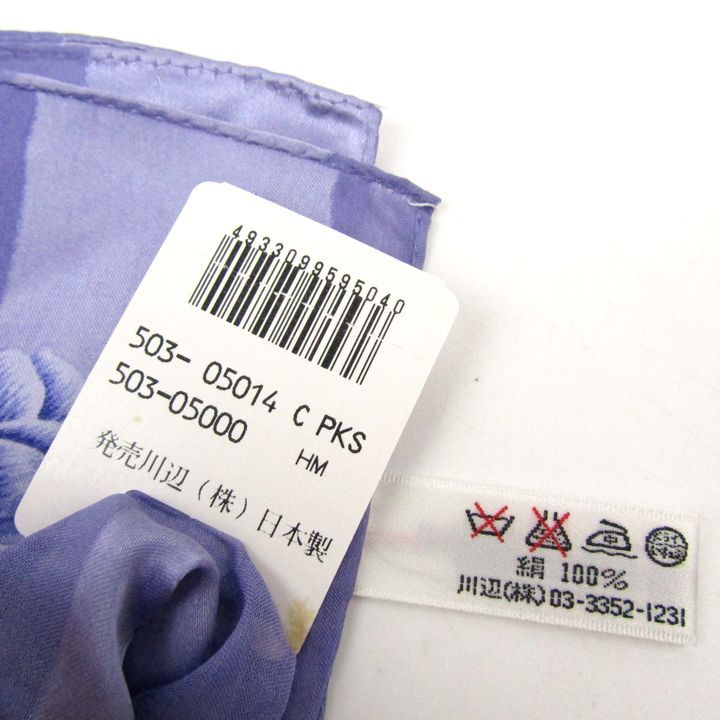 4933099595040
503- 05014 C PKS
503-05000 HM
発売川辺(株)日本製
絹 100%
川辺(株)03-3352-1231